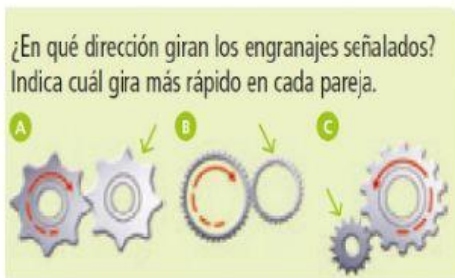 ¿En qué dirección giran los engranajes señalados?
Indica cuál gira más rápido en cada pareja.
A B C